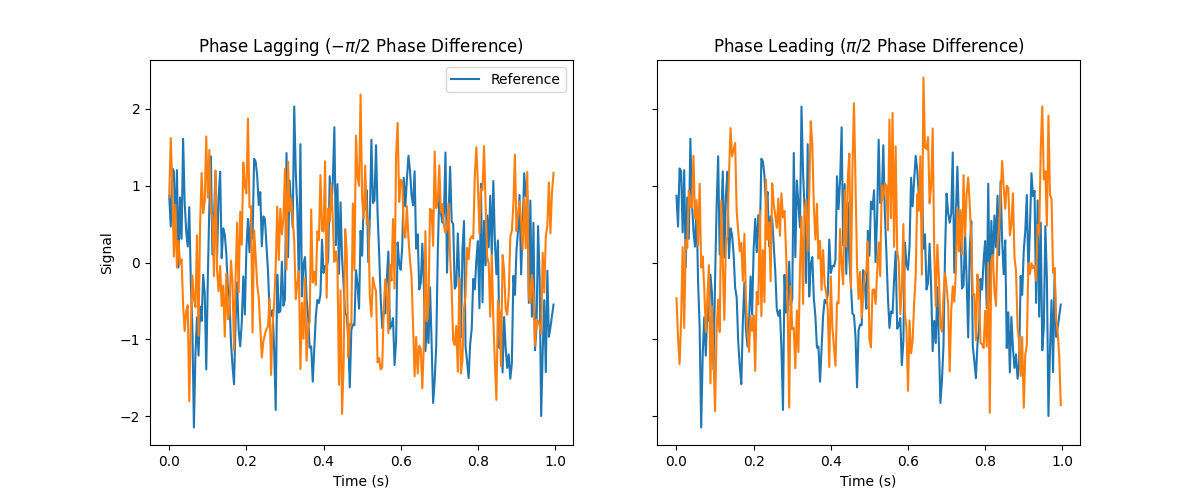 Phase Lagging (−π/2 Phase Difference)
Reference
Signal
2
1
0
−1
−2
0.0 0.2 0.4 0.6 0.8 1.0
Time (s)
Phase Leading (π/2 Phase Difference)
0.0 0.2 0.4 0.6 0.8 1.0
Time (s)